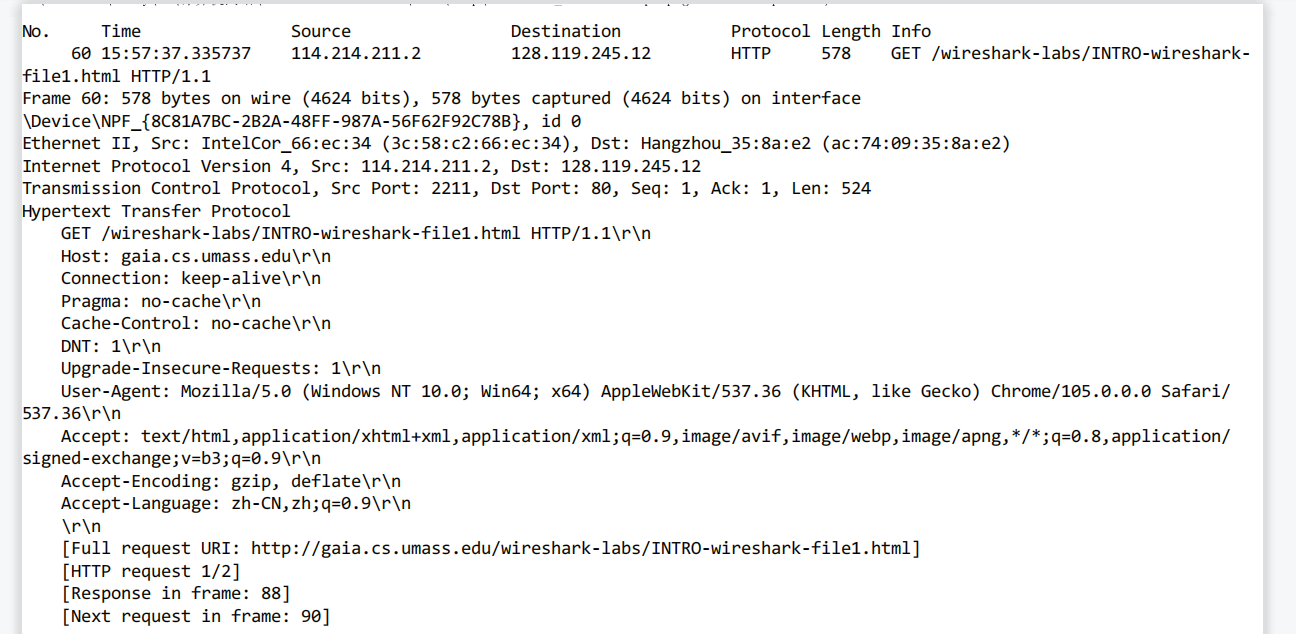 No.     Time               Source                Destination           Protocol Length Info
     60 15:57:37.335737    114.214.211.2         128.119.245.12        HTTP     578    GET /wireshark-labs/INTRO-wireshark-
file1.html HTTP/1.1
Frame 60: 578 bytes on wire (4624 bits), 578 bytes captured (4624 bits) on interface
\Device\NPF_{8C81A7BC-2B2A-48FF-987A-56F62F92C78B}, id 0
Ethernet II, Src: IntelCor_66:ec:34 (3c:58:c2:66:ec:34), Dst: Hangzhou_35:8a:e2 (ac:74:09:35:8a:e2)
Internet Protocol Version 4, Src: 114.214.211.2, Dst: 128.119.245.12
Transmission Control Protocol, Src Port: 2211, Dst Port: 80, Seq: 1, Ack: 1, Len: 524
Hypertext Transfer Protocol
    GET /wireshark-labs/INTRO-wireshark-file1.html HTTP/1.1\r\n
    Host: gaia.cs.umass.edu\r\n
    Connection: keep-alive\r\n
    Pragma: no-cache\r\n
    Cache-Control: no-cache\r\n
    DNT: 1\r\n
    Upgrade-Insecure-Requests: 1\r\n
    User-Agent: Mozilla/5.0 (Windows NT 10.0; Win64; x64) AppleWebKit/537.36 (KHTML, like Gecko) Chrome/105.0.0.0 Safari/
537.36\r\n
    Accept: text/html,application/xhtml+xml,application/xml;q=0.9,image/avif,image/webp,image/apng,*/*;q=0.8,application/
signed-exchange;v=b3;q=0.9\r\n
    Accept-Encoding: gzip, deflate\r\n
    Accept-Language: zh-CN,zh;q=0.9\r\n
    \r\n
    [Full request URI: http://gaia.cs.umass.edu/wireshark-labs/INTRO-wireshark-file1.html]
    [HTTP request 1/2]
    [Response in frame: 88]
    [Next request in frame: 90]